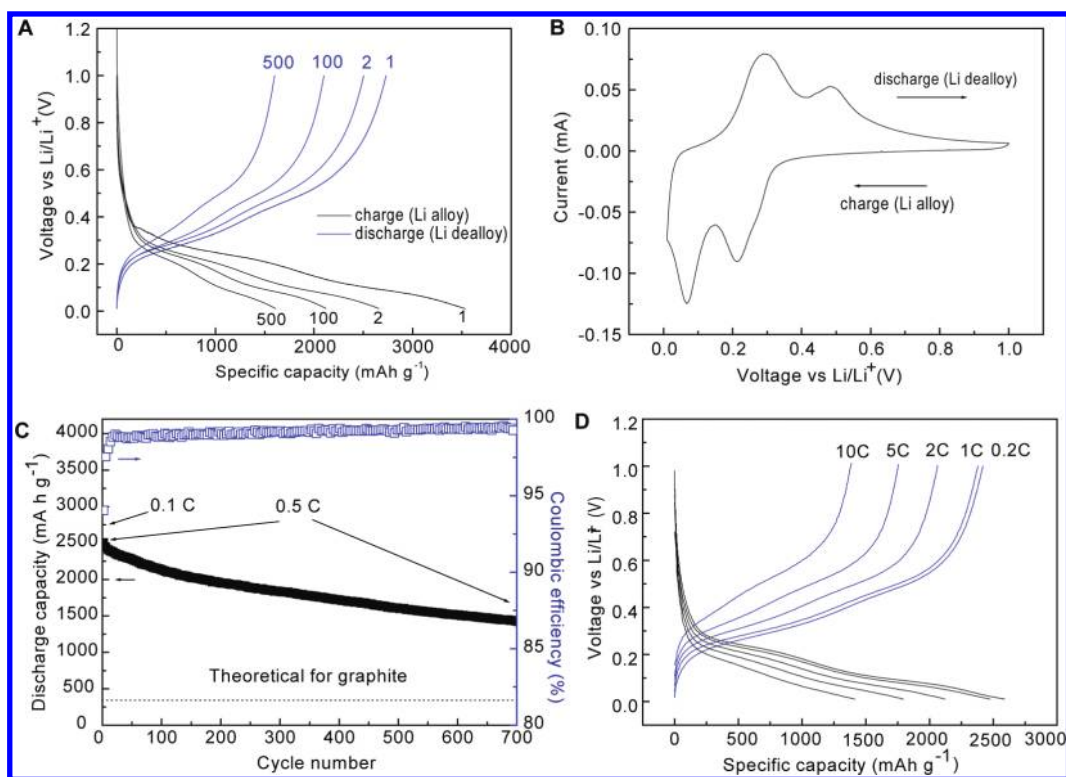 A
500 100 2 1
1.2
1.0
0.8
0.6
0.4
0.2
0.0
Voltage vs Li/Li⁺(V)
charge (Li alloy)
discharge (Li dealloy)
500 100 2 1
0 1000 2000 3000 4000
Specific capacity (mAh g⁻¹)
B
0.10
0.05
0.00
-0.05
-0.10
-0.15
Current (mA)
discharge (Li dealloy)
charge (Li alloy)
0.0 0.2 0.4 0.6 0.8 1.0
Voltage vs Li/Li⁺(V)
C
4000
3500
3000
2500
2000
1500
1000
500
0
Discharge capacity (mA h g⁻¹)
0.1 C
0.5 C
Theoretical for graphite
100
95
90
85
80
Coulombic efficiency (%)
0 100 200 300 400 500 600 700
Cycle number
D
10C 5C 2C 1C 0.2C
1.2
1.0
0.8
0.6
0.4
0.2
0.0
Voltage vs Li/Li⁺ (V)
0 500 1000 1500 2000 2500 3000
Specific capacity (mAh g⁻¹)